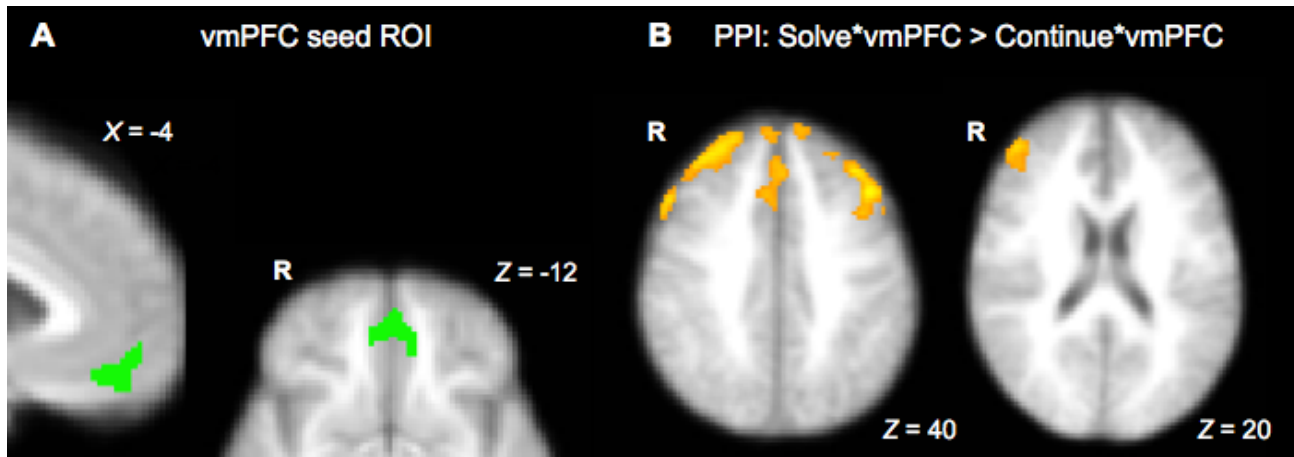 A vmPFC seed ROI
X = -4
R
Z = -12
B PPI: Solve*vmPFC > Continue*vmPFC
R
R
Z = 40
Z = 20